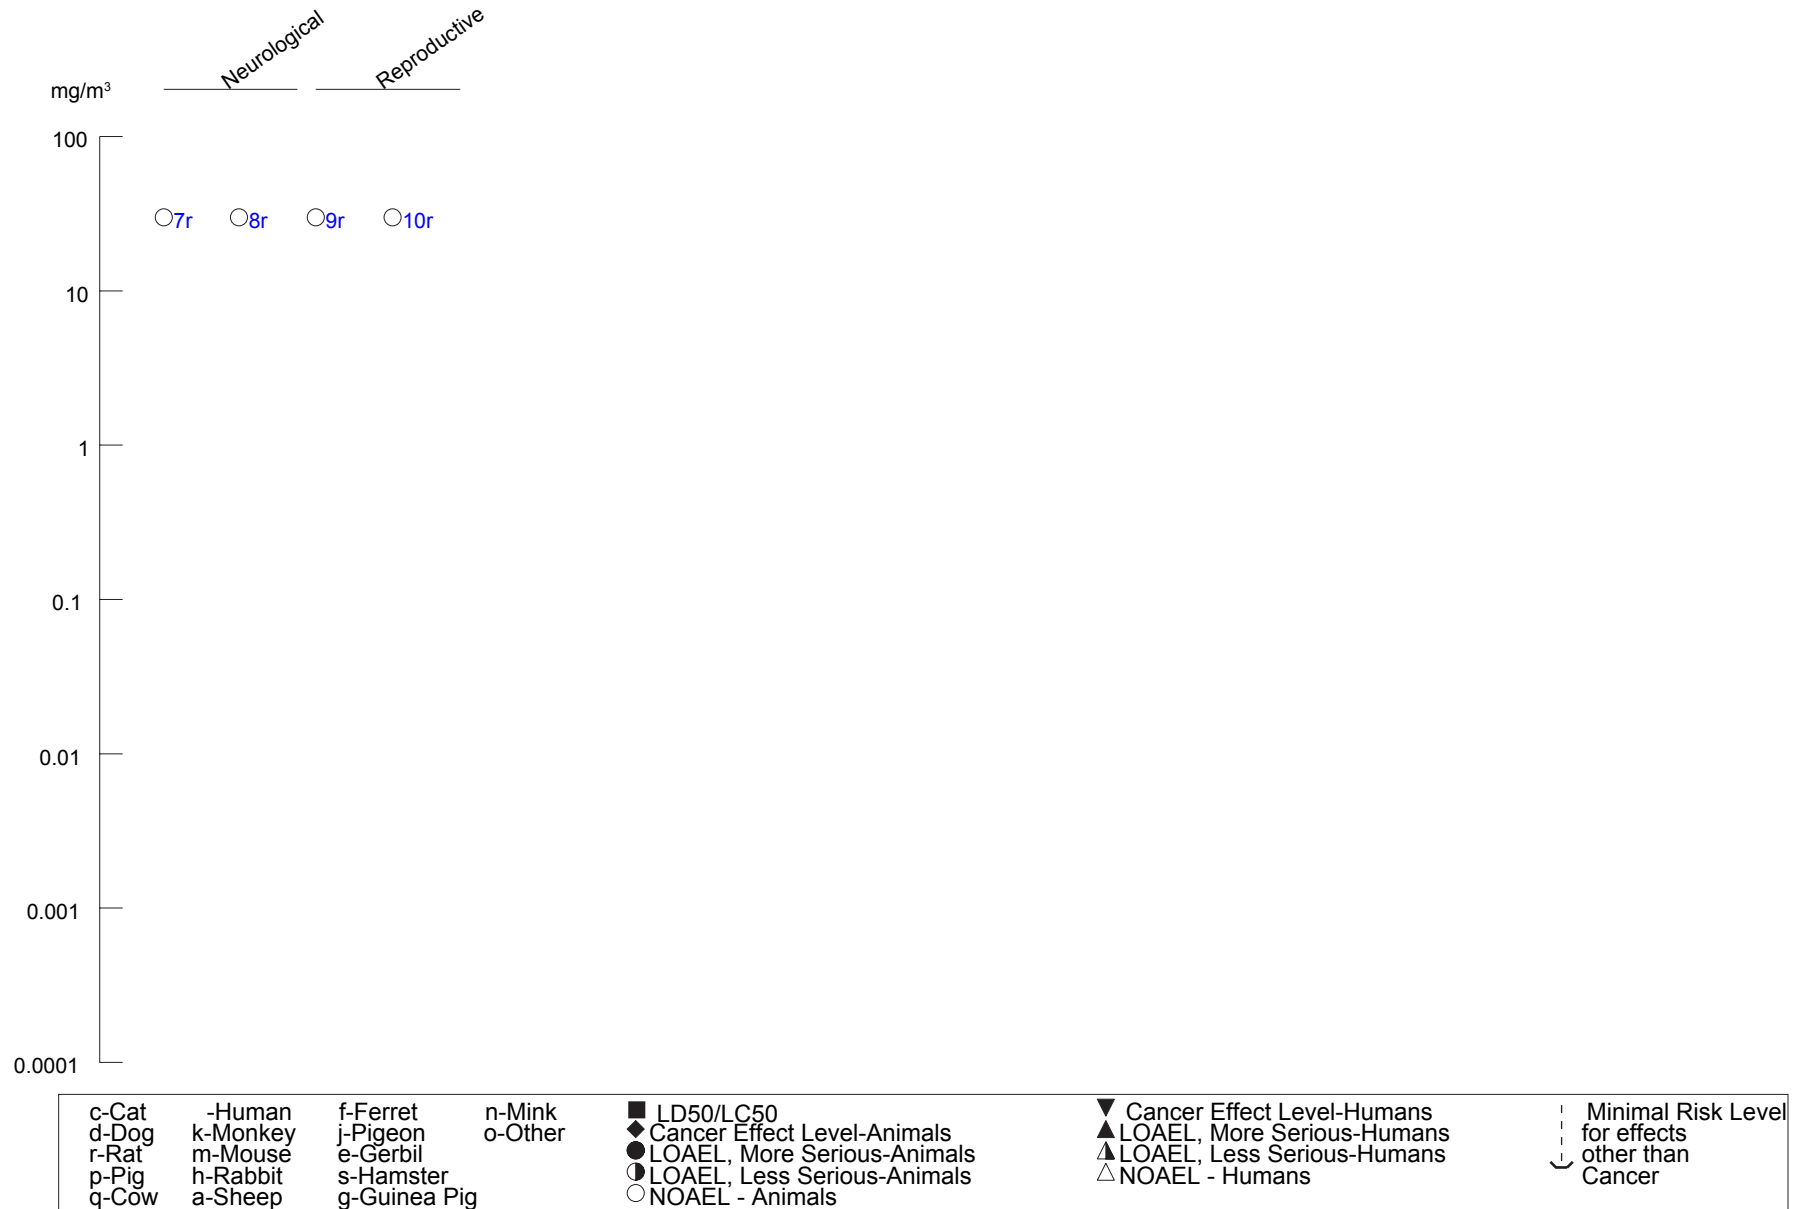 Neurological Reproductive
mg/m³
100
7r 8r 9r 10r
10
1
0.1
0.01
0.001
0.0001
c-Cat -Human f-Ferret n-Mink LD50/LC50 Cancer Effect Level-Humans Minimal Risk Level
d-Dog k-Monkey j-Pigeon o-Other Cancer Effect Level-Animals LOAEL, More Serious-Humans for effects
r-Rat m-Mouse e-Gerbil LOAEL, More Serious-Animals LOAEL, Less Serious-Humans other than
p-Pig h-Rabbit s-Hamster LOAEL, Less Serious-Animals NOAEL - Humans Cancer
q-Cow a-Sheep g-Guinea Pig NOAEL - Animals